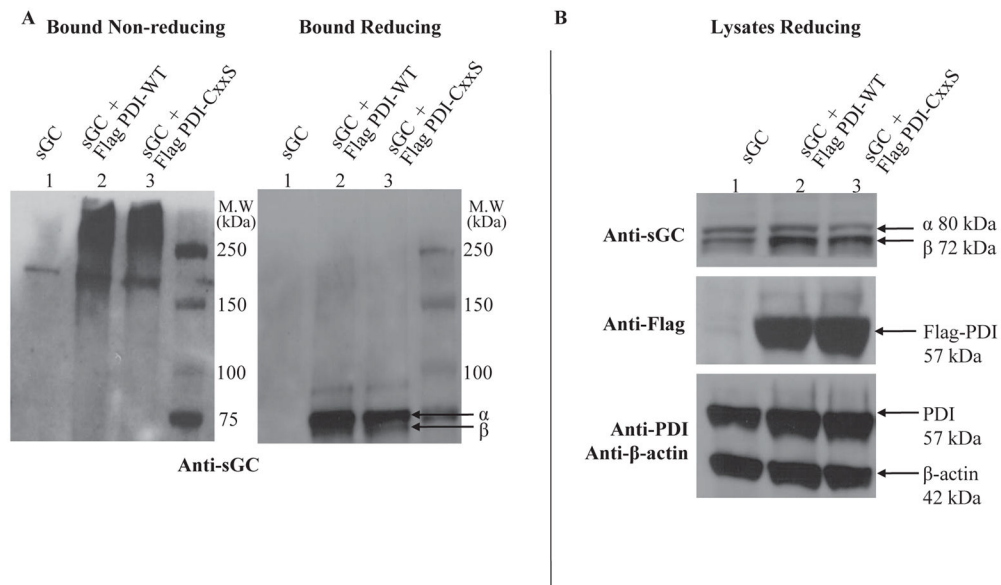 A
Bound Non-reducing
Bound Reducing
sGC
sGC +
Flag PDI-WT
sGC +
Flag PDI-CxxS
sGC
sGC +
Flag PDI-WT
sGC +
Flag PDI-CxxS
1
2
3
1
2
3
M.W
(kDa)
250
150
100
75
M.W
(kDa)
250
150
100
α
β
Anti-sGC
B
Lysates Reducing
sGC
sGC +
Flag PDI-WT
sGC +
Flag PDI-CxxS
1
2
3
Anti-sGC
α 80 kDa
β 72 kDa
Anti-Flag
Flag-PDI
57 kDa
Anti-PDI
Anti-β-actin
PDI
57 kDa
β-actin
42 kDa